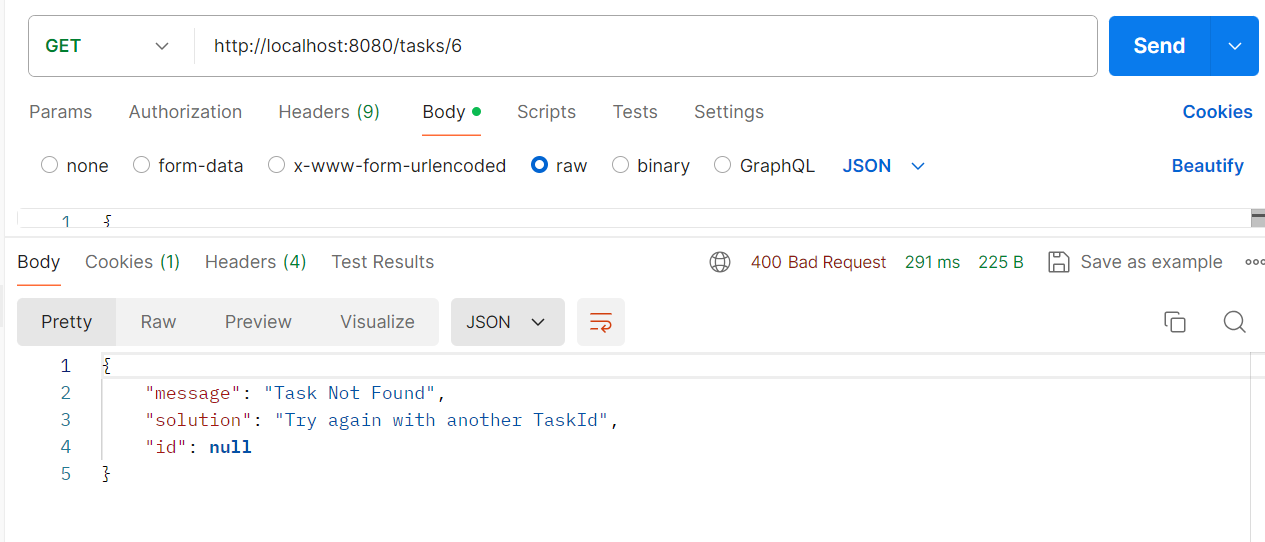 GET http://localhost:8080/tasks/6 Send
Params Authorization Headers (9) Body Scripts Tests Settings Cookies
none form-data x-www-form-urlencoded raw binary GraphQL JSON Beautify
1 {
Body Cookies (1) Headers (4) Test Results 400 Bad Request 291 ms 225 B Save as example
Pretty Raw Preview Visualize JSON
1 {
2 "message": "Task Not Found",
3 "solution": "Try again with another TaskId",
4 "id": null
5 }